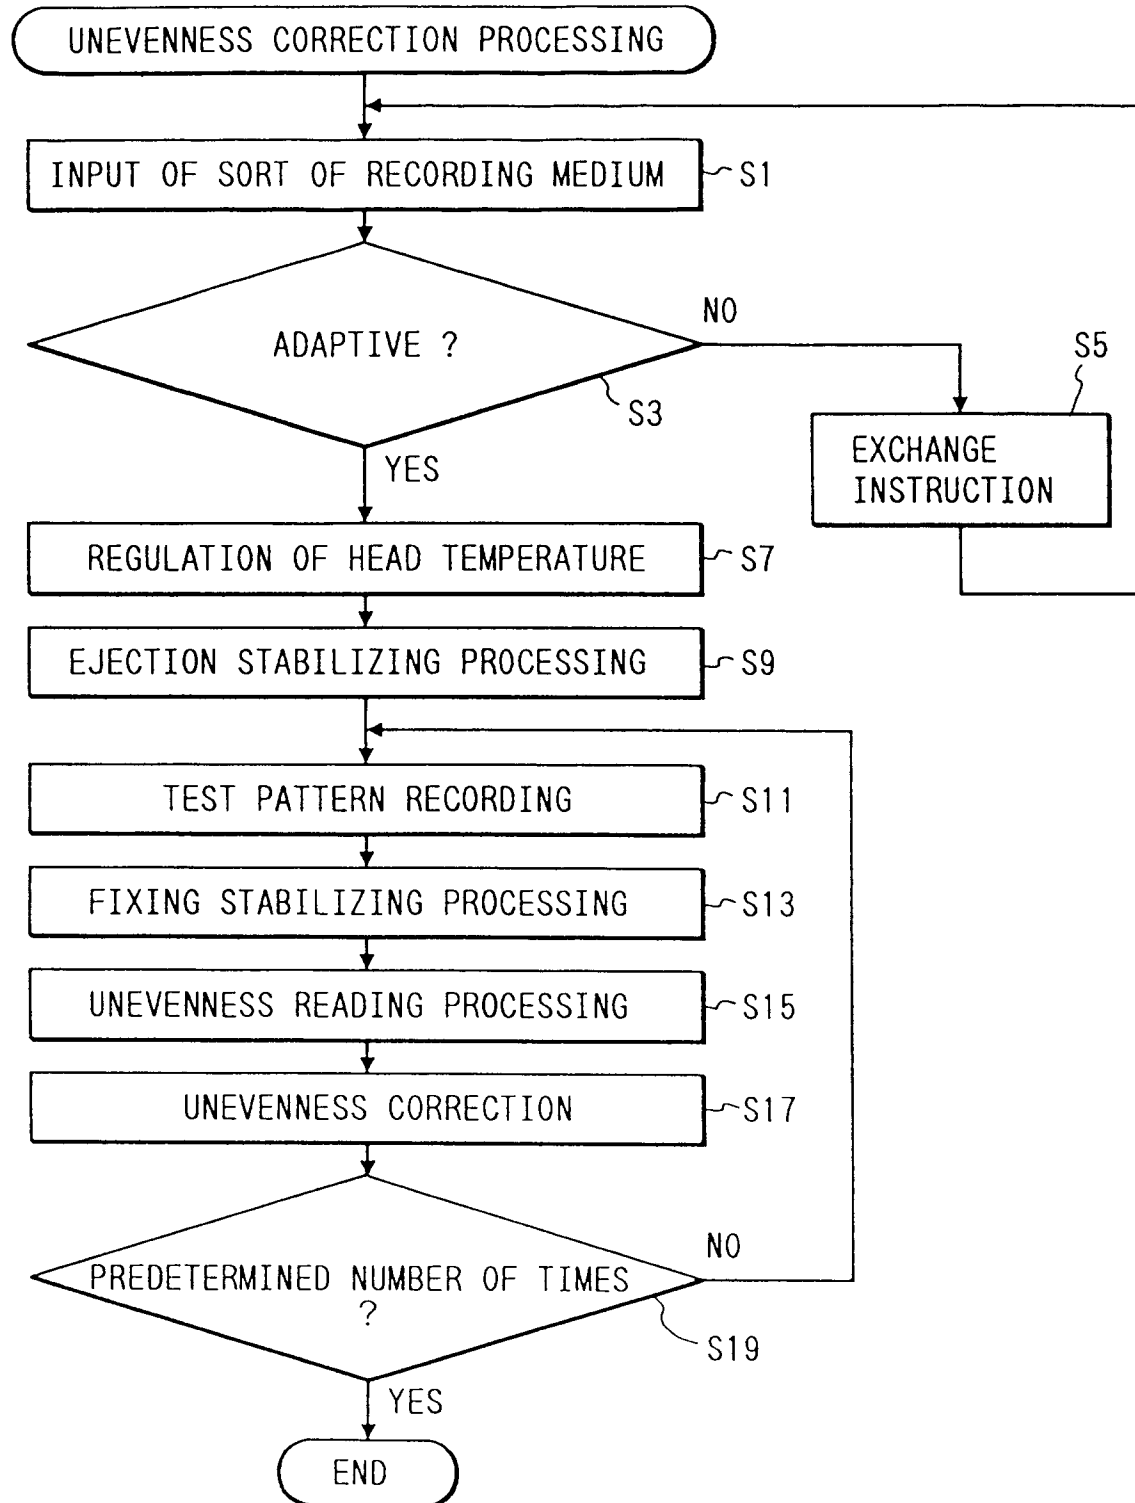 UNEVENNESS CORRECTION PROCESSING
INPUT OF SORT OF RECORDING MEDIUM
S1
ADAPTIVE ?
NO
S3
S5
EXCHANGE
INSTRUCTION
YES
REGULATION OF HEAD TEMPERATURE
S7
EJECTION STABILIZING PROCESSING
S9
TEST PATTERN RECORDING
S11
FIXING STABILIZING PROCESSING
S13
UNEVENNESS READING PROCESSING
S15
UNEVENNESS CORRECTION
S17
NO
PREDETERMINED NUMBER OF TIMES
?
S19
YES
END